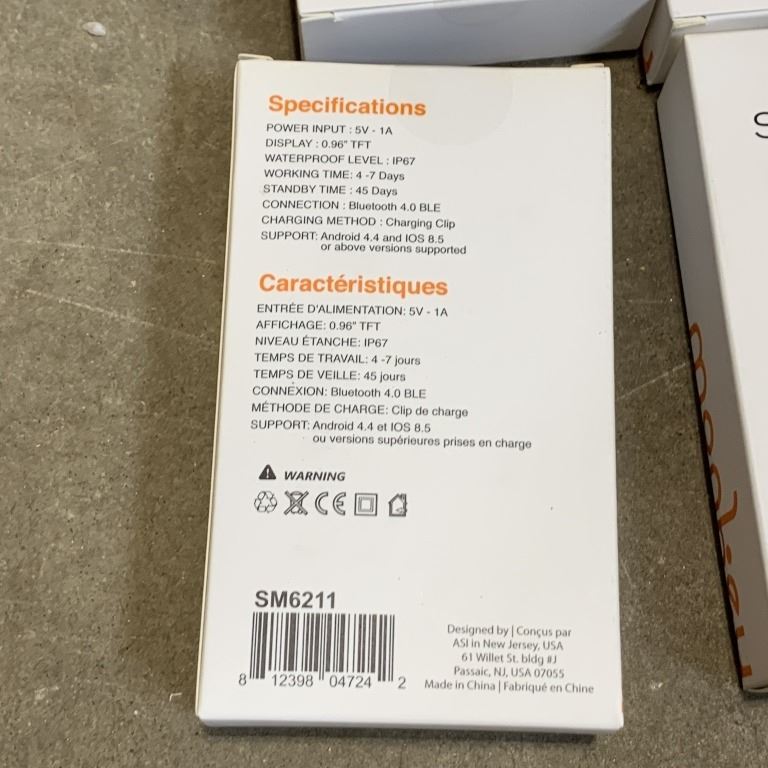 Specifications
POWER INPUT : 5V - 1A
DISPLAY : 0.96" TFT
WATERPROOF LEVEL : IP67
WORKING TIME: 4 -7 Days
STANDBY TIME : 45 Days
CONNECTION : Bluetooth 4.0 BLE
CHARGING METHOD : Charging Clip
SUPPORT: Android 4.4 and IOS 8.5
or above versions supported
Caractéristiques
ENTRÉE D'ALIMENTATION: 5V - 1A
AFFICHAGE: 0.96" TFT
NIVEAU ÉTANCHE: IP67
TEMPS DE TRAVAIL: 4 -7 jours
TEMPS DE VEILLE: 45 jours
CONNEXION: Bluetooth 4.0 BLE
MÉTHODE DE CHARGE: Clip de charge
SUPPORT: Android 4.4 et IOS 8.5
ou versions supérieures prises en charge
WARNING
CE
SM6211
8 12398 04724 2
Designed by | Conçus par
ASI in New Jersey, USA
61 Willet St. bldg #J
Passaic, NJ, USA 07055
Made in China | Fabriqué en Chine
S